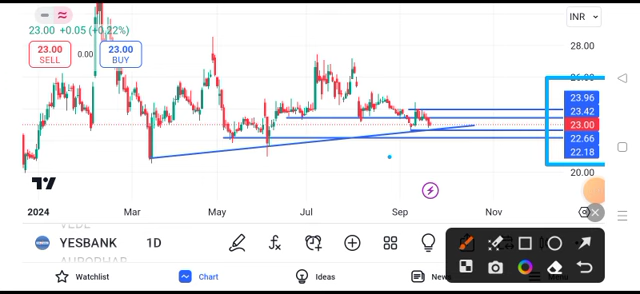 INR
23.00 +0.05 (+0.22%)
28.00
23.00
SELL
0.00
23.00
BUY
23.96
23.42
23.00
22.66
22.18
20.00
2024
Mar
May
Jul
Sep
Nov
YESBANK
1D
Watchlist
Chart
Ideas
News